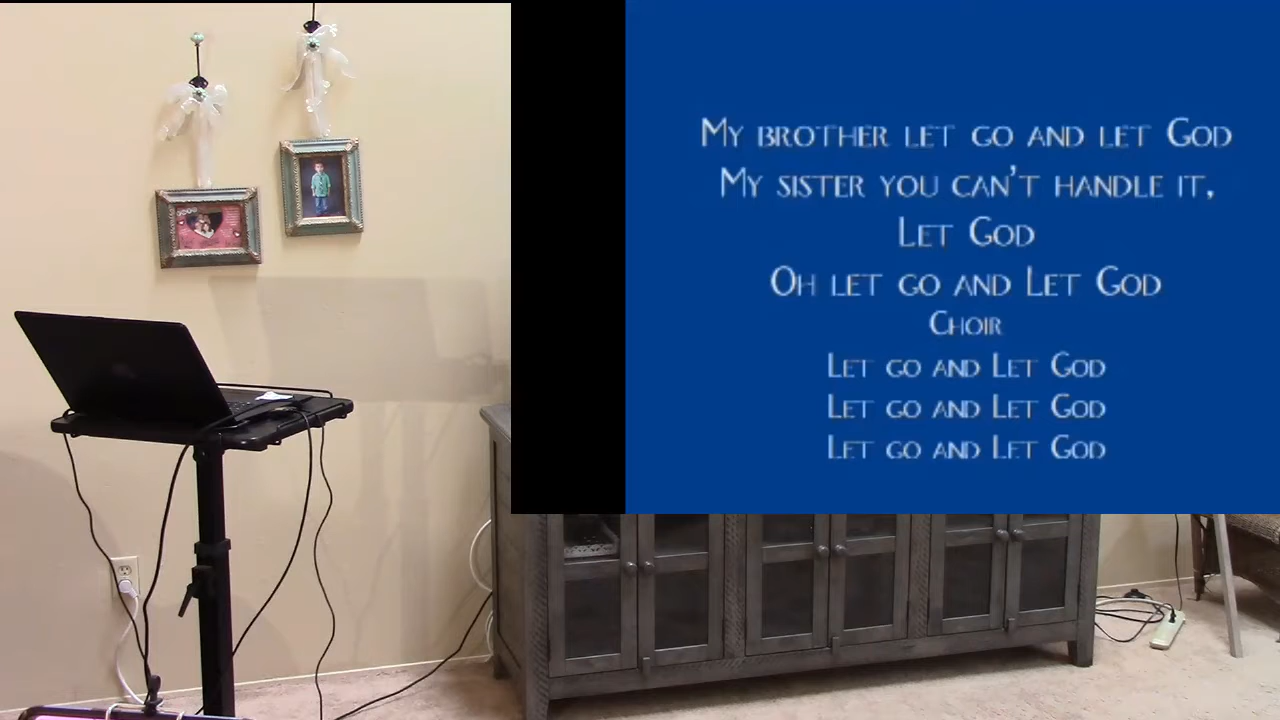 My brother let go and let God
My sister you can't handle it,
Let God
Oh let go and Let God
Choir
Let go and Let God
Let go and Let God
Let go and Let God